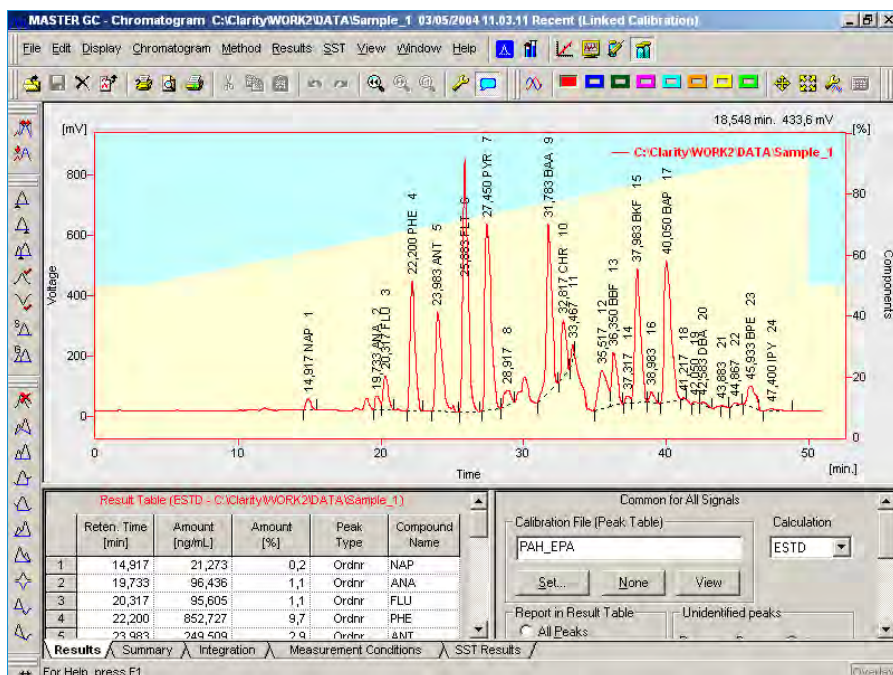 MASTER GC - Chromatogram C:\Clarity\WORK2\DATA\Sample_1 03/05/2004 11.03.11 Recent (Linked Calibration)
File Edit Display Chromatogram Method Results SST View Window Help
18,548 min. 433,6 mV
[mV]
[%]
C:\Clarity\WORK2\DATA\Sample_1
800
600
400
200
0
Voltage
80
60
40
20
0
Components
14,917 NAP 1
19,733 ANA 2
20,317 FLU 3
22,200 PHE 4
23,983 ANT 5
25,883 FLT 6
27,450 PYR 7
28,917 8
31,783 BAA 9
32,817 CHR 10
33,467 11
35,517 12
36,350 BBF 13
37,317 14
37,983 BKF 15
38,983 16
40,050 BAP 17
41,217 18
42,050 19
42,583 DBA 20
43,883 21
44,867 22
45,933 BPE 23
47,400 IPY 24
0 10 20 30 40 50
Time
[min.]
Result Table (ESTD - C:\Clarity\WORK2\DATA\Sample_1)
Reten. Time [min] Amount [ng/mL] Amount [%] Peak Type Compound Name
1 14,917 21,273 0,2 Ordnr NAP
2 19,733 96,436 1,1 Ordnr ANA
3 20,317 95,605 1,1 Ordnr FLU
4 22,200 852,727 9,7 Ordnr PHE
5 23,983 249,509 2,9 Ordnr ANT
Common for All Signals
Calibration File (Peak Table)
Calculation
PAH_EPA
ESTD
Set... None View
Report in Result Table
Unidentified peaks
All Peaks
Results Summary Integration Measurement Conditions SST Results
For Help, press F1
Overlay